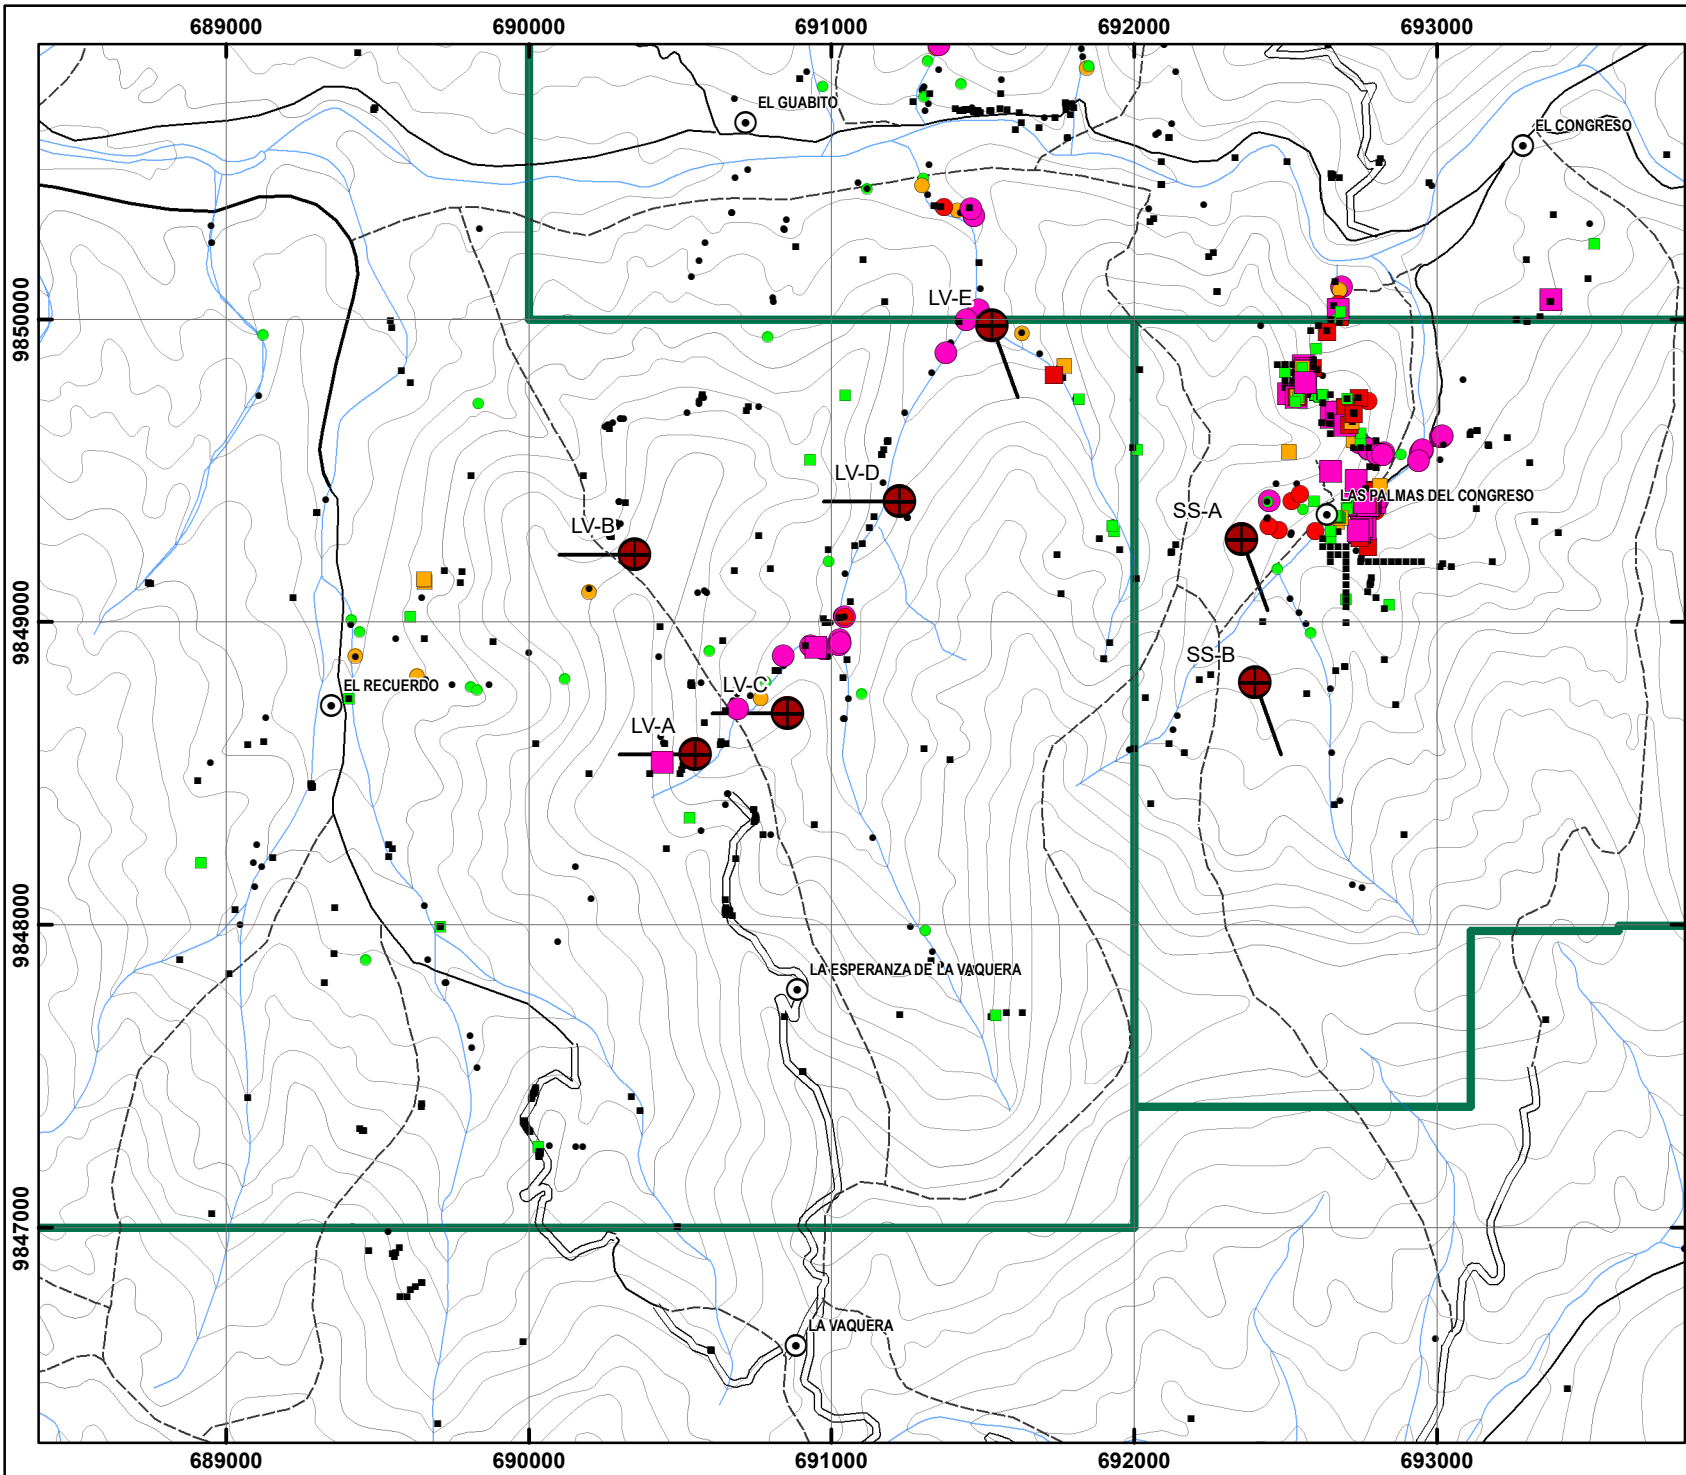 689000 690000 691000 692000 693000
EL GUABITO
EL CONGRESO
9850000
LV-E
LV-D
LAS PALMAS DEL CONGRESO
SS-A
LV-B
9849000
SS-B
EL RECUERDO
LV-C
LV-A
9848000
LA ESPERANZA DE LA VAQUERA
9847000
LA VAQUERA
689000 690000 691000 692000 693000